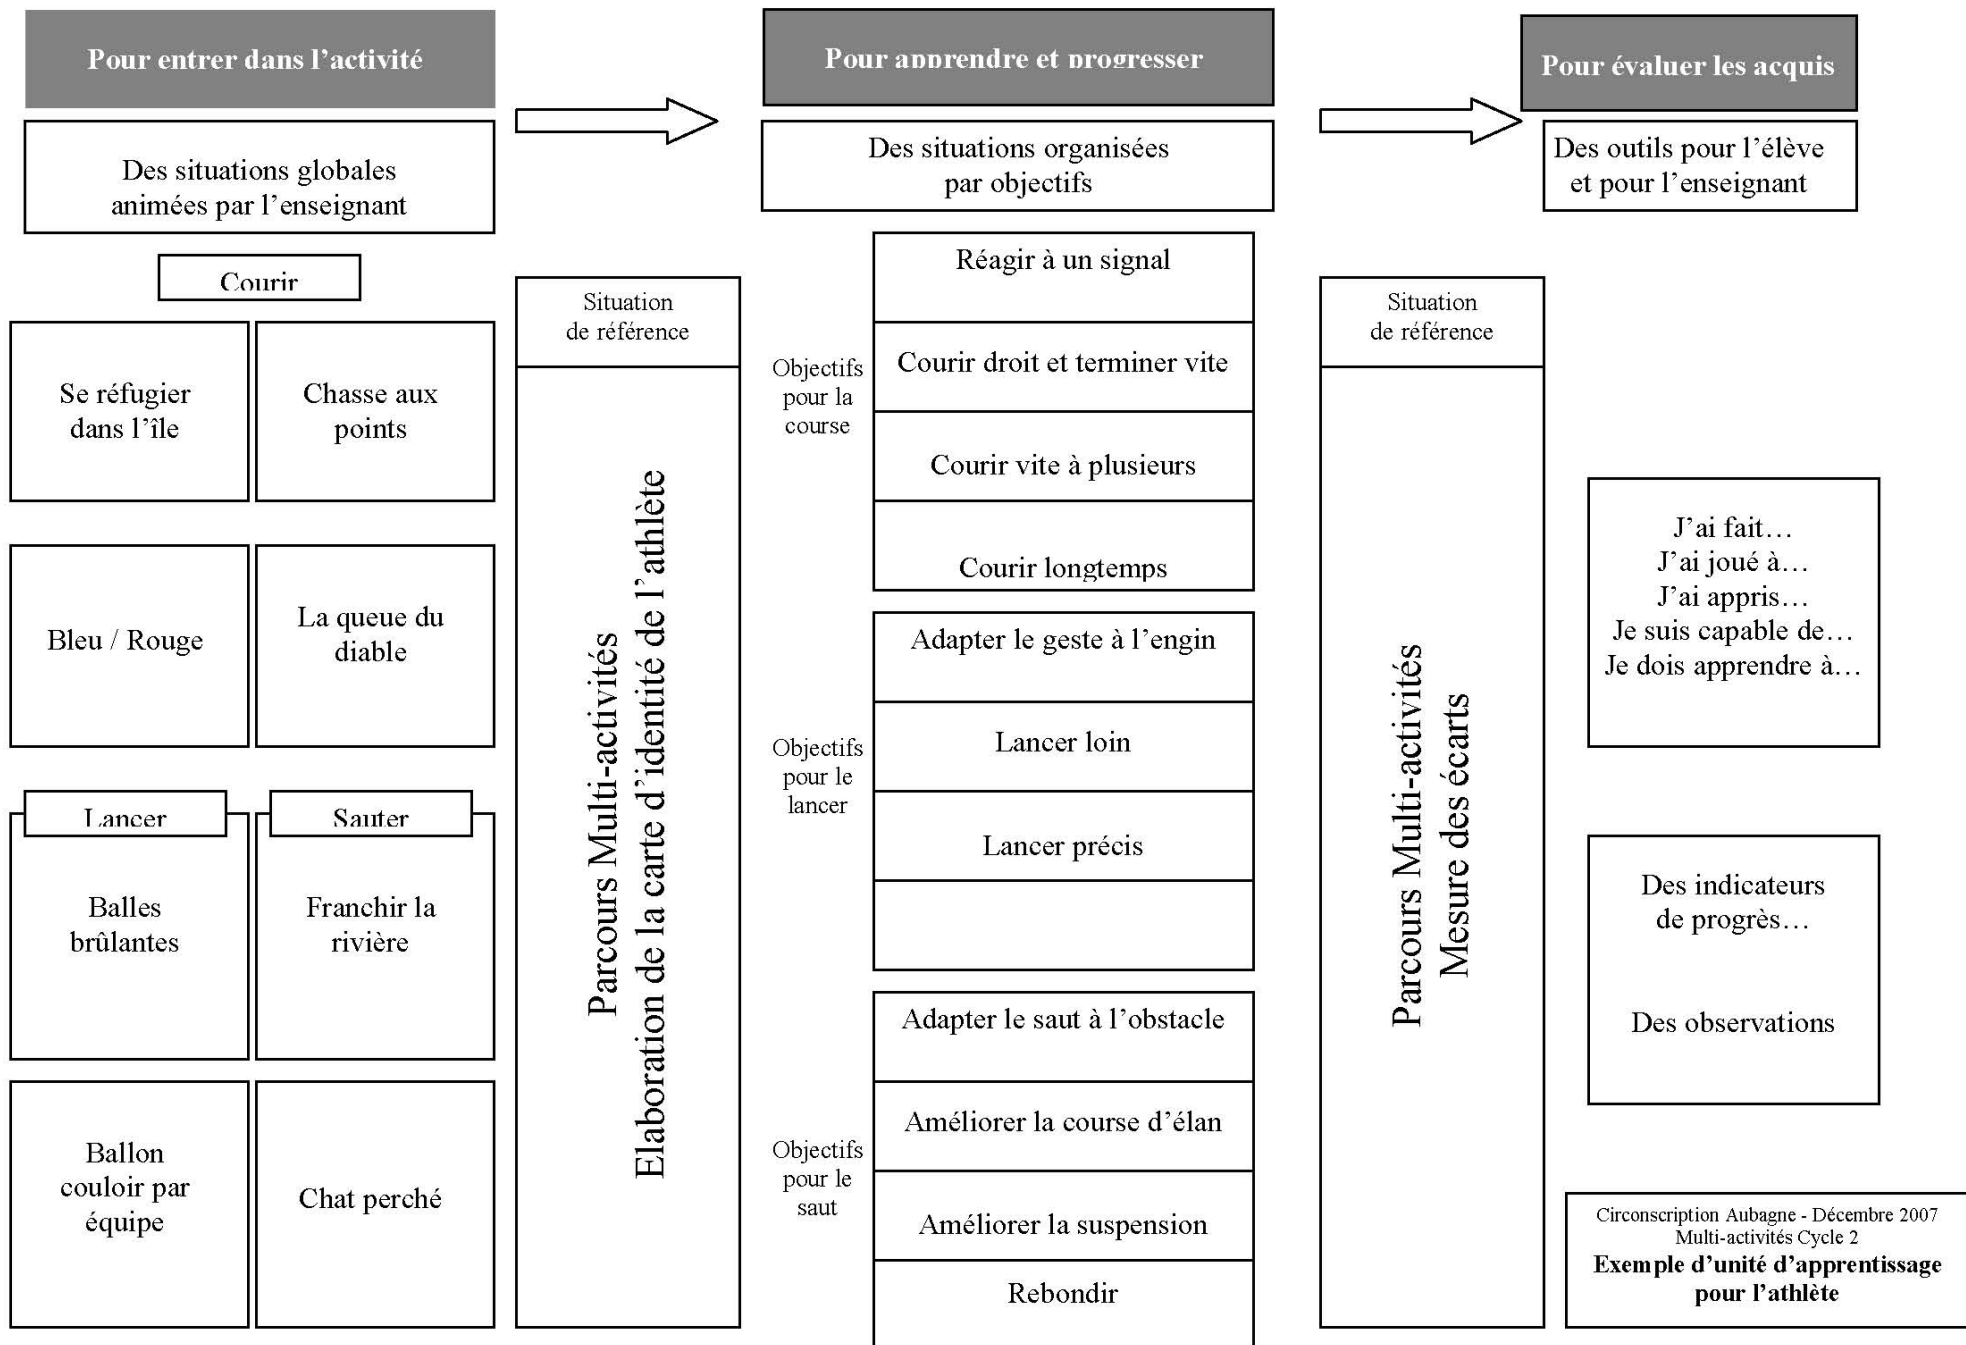 Pour entrer dans l’activité
Des situations globales
animées par l’enseignant
Courir
Se réfugier
dans l’île
Chasse aux
points
Bleu / Rouge
La queue du
diable
Lancer
Sauter
Balles
brûlantes
Franchir la
rivière
Ballon
couloir par
équipe
Chat perché
Situation
de référence
Parcours Multi-activités
Elaboration de la carte d’identité de l’athlète
Pour apprendre et progresser
Des situations organisées
par objectifs
Objectifs
pour la
course
Réagir à un signal
Courir droit et terminer vite
Courir vite à plusieurs
Courir longtemps
Objectifs
pour le
lancer
Adapter le geste à l’engin
Lancer loin
Lancer précis
Objectifs
pour le
saut
Adapter le saut à l’obstacle
Améliorer la course d’élan
Améliorer la suspension
Rebondir
Situation
de référence
Parcours Multi-activités
Mesure des écarts
Pour évaluer les acquis
Des outils pour l’élève
et pour l’enseignant
J’ai fait…
J’ai joué à…
J’ai appris…
Je suis capable de…
Je dois apprendre à…
Des indicateurs
de progrès…
Des observations
Circonscription Aubagne - Décembre 2007
Multi-activités Cycle 2
Exemple d’unité d’apprentissage
pour l’athlète